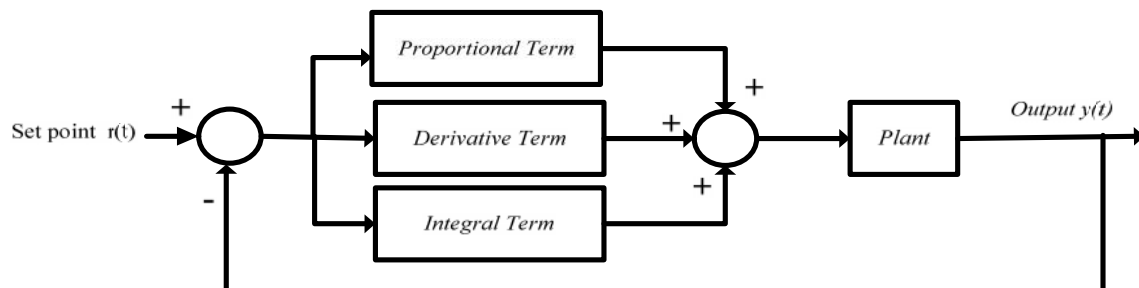 Proportional Term
+
+
Output y(t)
Set point r(t)
+
Derivative Term
Plant
+
-
Integral Term